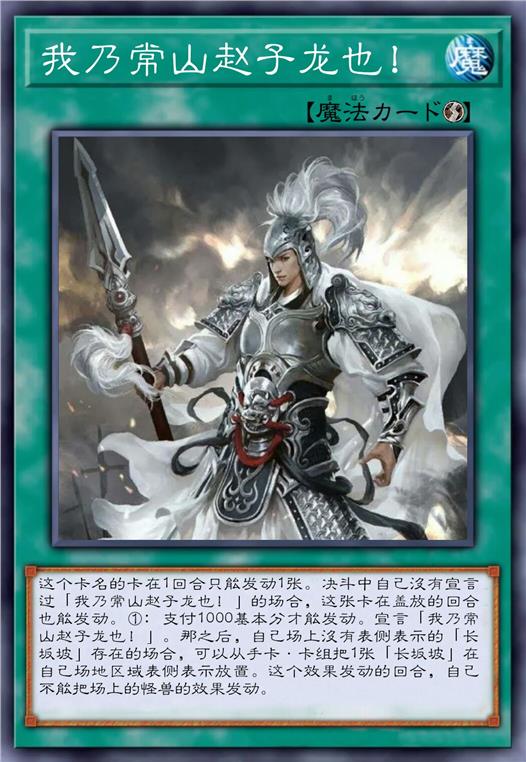 我乃常山赵子龙也!
魔
まほう
【魔法カード】
这个卡名的卡在1回合只能发动1张。决斗中自己沒有宣言
过「我乃常山赵子龙也!」的场合，这张卡在盖放的回合
也能发动。①：支付1000基本分才能发动。宣言「我乃常
山赵子龙也!」。那之后，自己场上沒有表侧表示的「长
坂坡」存在的场合，可以从手卡·卡组把1张「长坂坡」在
自己场地区域表侧表示放置。这个效果发动的回合，自己
不能把场上的怪兽的效果发动。